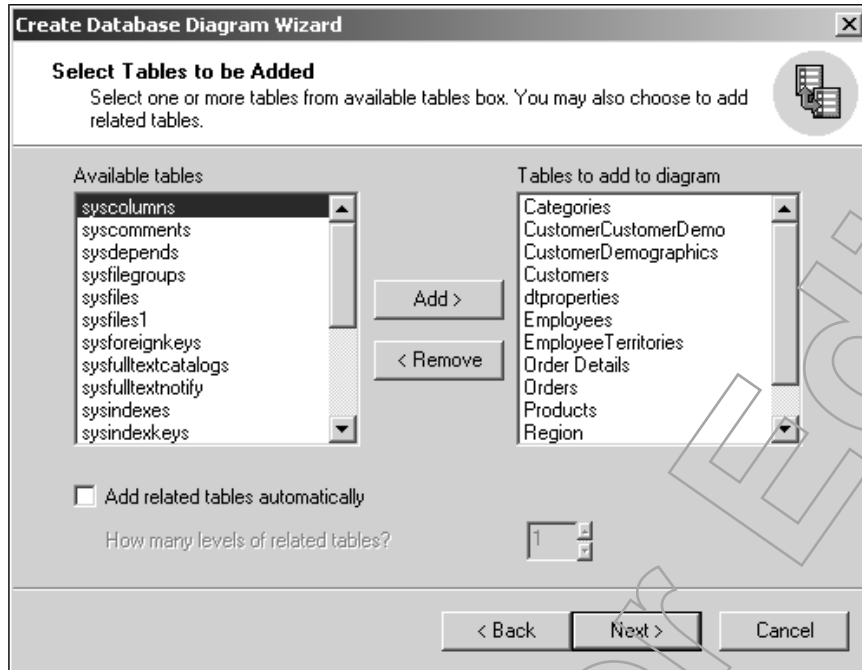 Create Database Diagram Wizard
Select Tables to be Added
Select one or more tables from available tables box. You may also choose to add
related tables.
Available tables
syscolumns
syscomments
sysdepends
sysfilegroups
sysfiles
sysfiles1
sysforeignkeys
sysfulltextcatalogs
sysfulltextnotify
sysindexes
sysindexkeys
Add >
< Remove
Tables to add to diagram
Categories
CustomerCustomerDemo
CustomerDemographics
Customers
dtproperties
Employees
EmployeeTerritories
Order Details
Orders
Products
Region
Add related tables automatically
How many levels of related tables?
1
< Back
Next >
Cancel